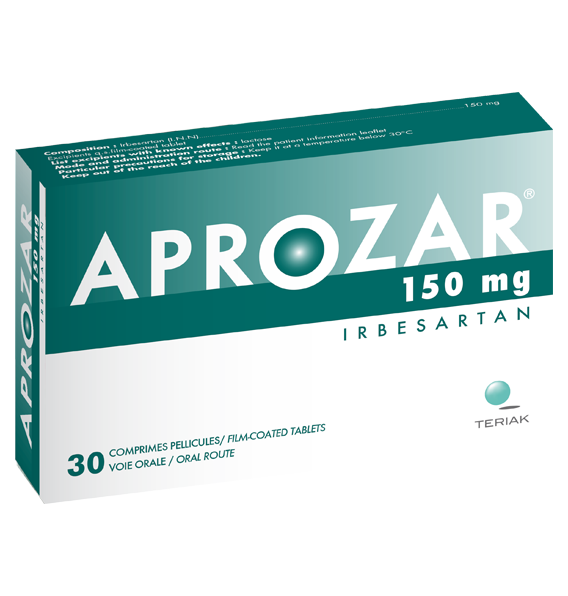 Composition : Irbesartan (I.N.N)..........150 mg
Excipients q.s.film-coated tablet
List excipients with known effects : lactose
Mode and administration route : Read the patient information leaflet
Particular precautions for storage : Keep it at a temperature below 30°C
Keep out of the reach of the children.
APROZAR®
150 mg
IRBESARTAN
APROZAR 150 mg
IRBESARTAN
TERIAK
30 COMPRIMES PELLICULES/ FILM-COATED TABLETS
VOIE ORALE / ORAL ROUTE